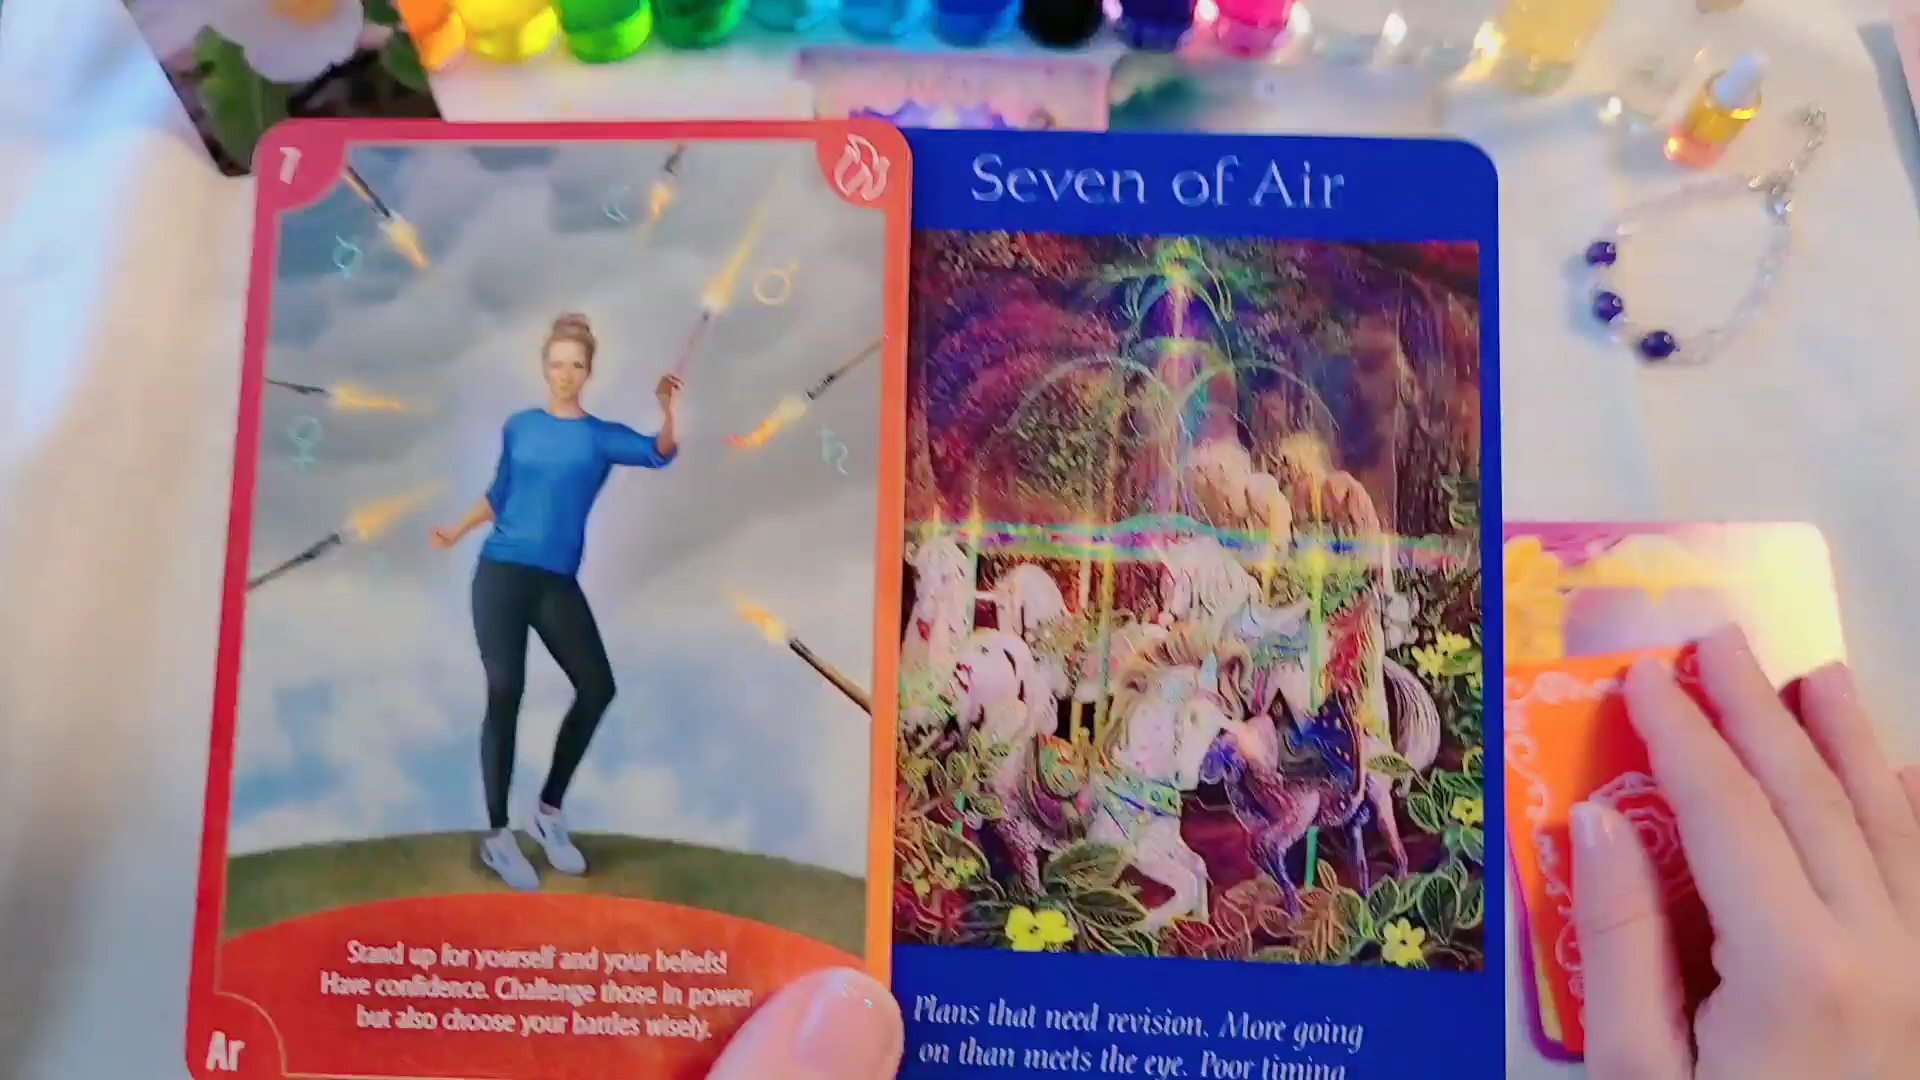 7
Stand up for yourself and your beliefs!
Have confidence. Challenge those in power
but also choose your battles wisely.
Ar
Seven of Air
Plans that need revision. More going
on than meets the eye. Poor timing